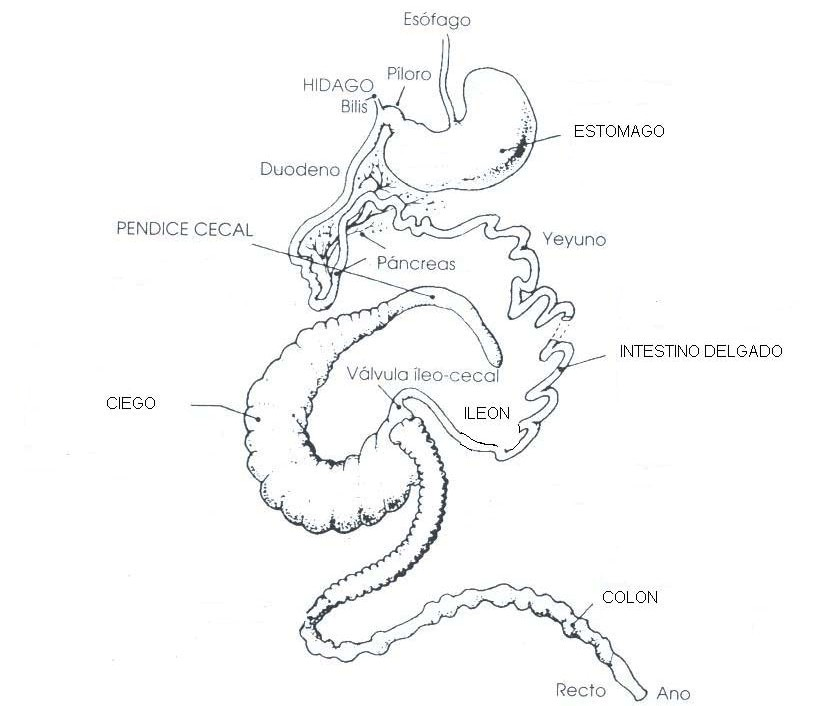 Esófago
Píloro
HIDAGO
Bilis
ESTOMAGO
Duodeno
PENDICE CECAL
Yeyuno
Páncreas
INTESTINO DELGADO
Válvula íleo-cecal
CIEGO
ILEON
COLON
Recto
Ano